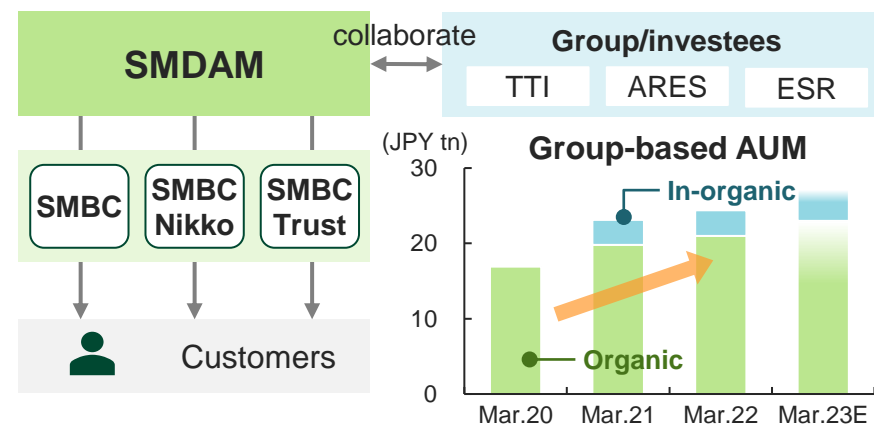 SMDAM
collaborate
Group/investees
TTI
ARES
ESR
SMBC
SMBC
Nikko
SMBC
Trust
Customers
(JPY tn)
Group-based AUM
30
20
10
0
In-organic
Organic
Mar.20
Mar.21
Mar.22
Mar.23E